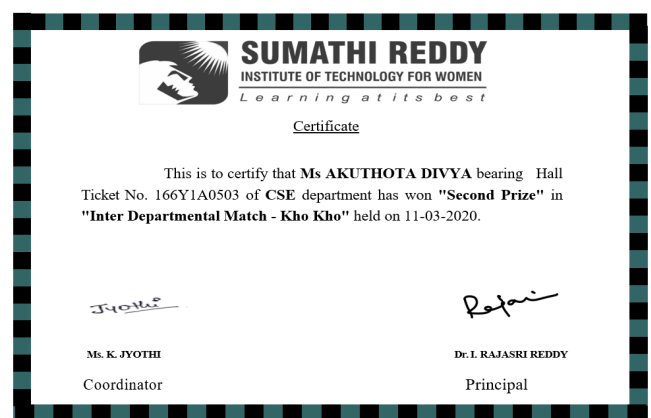 SUMATHI REDDY
INSTITUTE OF TECHNOLOGY FOR WOMEN
Learning at its best
Certificate
This is to certify that Ms AKUTHOTA DIVYA bearing Hall
Ticket No. 166Y1A0503 of CSE department has won "Second Prize" in
"Inter Departmental Match - Kho Kho" held on 11-03-2020.
Jyothi Rajasri
Ms. K. JYOTHI Dr. I. RAJASRI REDDY
Coordinator Principal